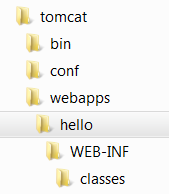 tomcat
bin
conf
webapps
hello
WEB-INF
classes